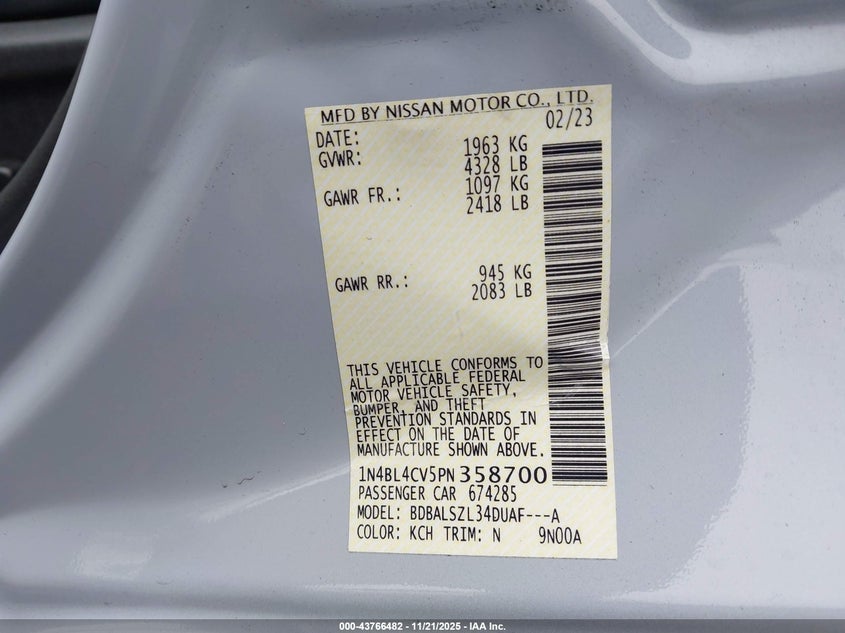 MFD BY NISSAN MOTOR CO., LTD.
DATE: 02/23
GVWR: 1963 KG
4328 LB
GAWR FR.: 1097 KG
2418 LB
GAWR RR.: 945 KG
2083 LB
THIS VEHICLE CONFORMS TO
ALL APPLICABLE FEDERAL
MOTOR VEHICLE SAFETY,
BUMPER, AND THEFT
PREVENTION STANDARDS IN
EFFECT ON THE DATE OF
MANUFACTURE SHOWN ABOVE.
1N4BL4CV5PN358700
PASSENGER CAR 674285
MODEL: BDBALSZL34DUAF---A
COLOR: KCH TRIM: N 9N00A
000-43766482 - 11/21/2025 - IAA Inc.